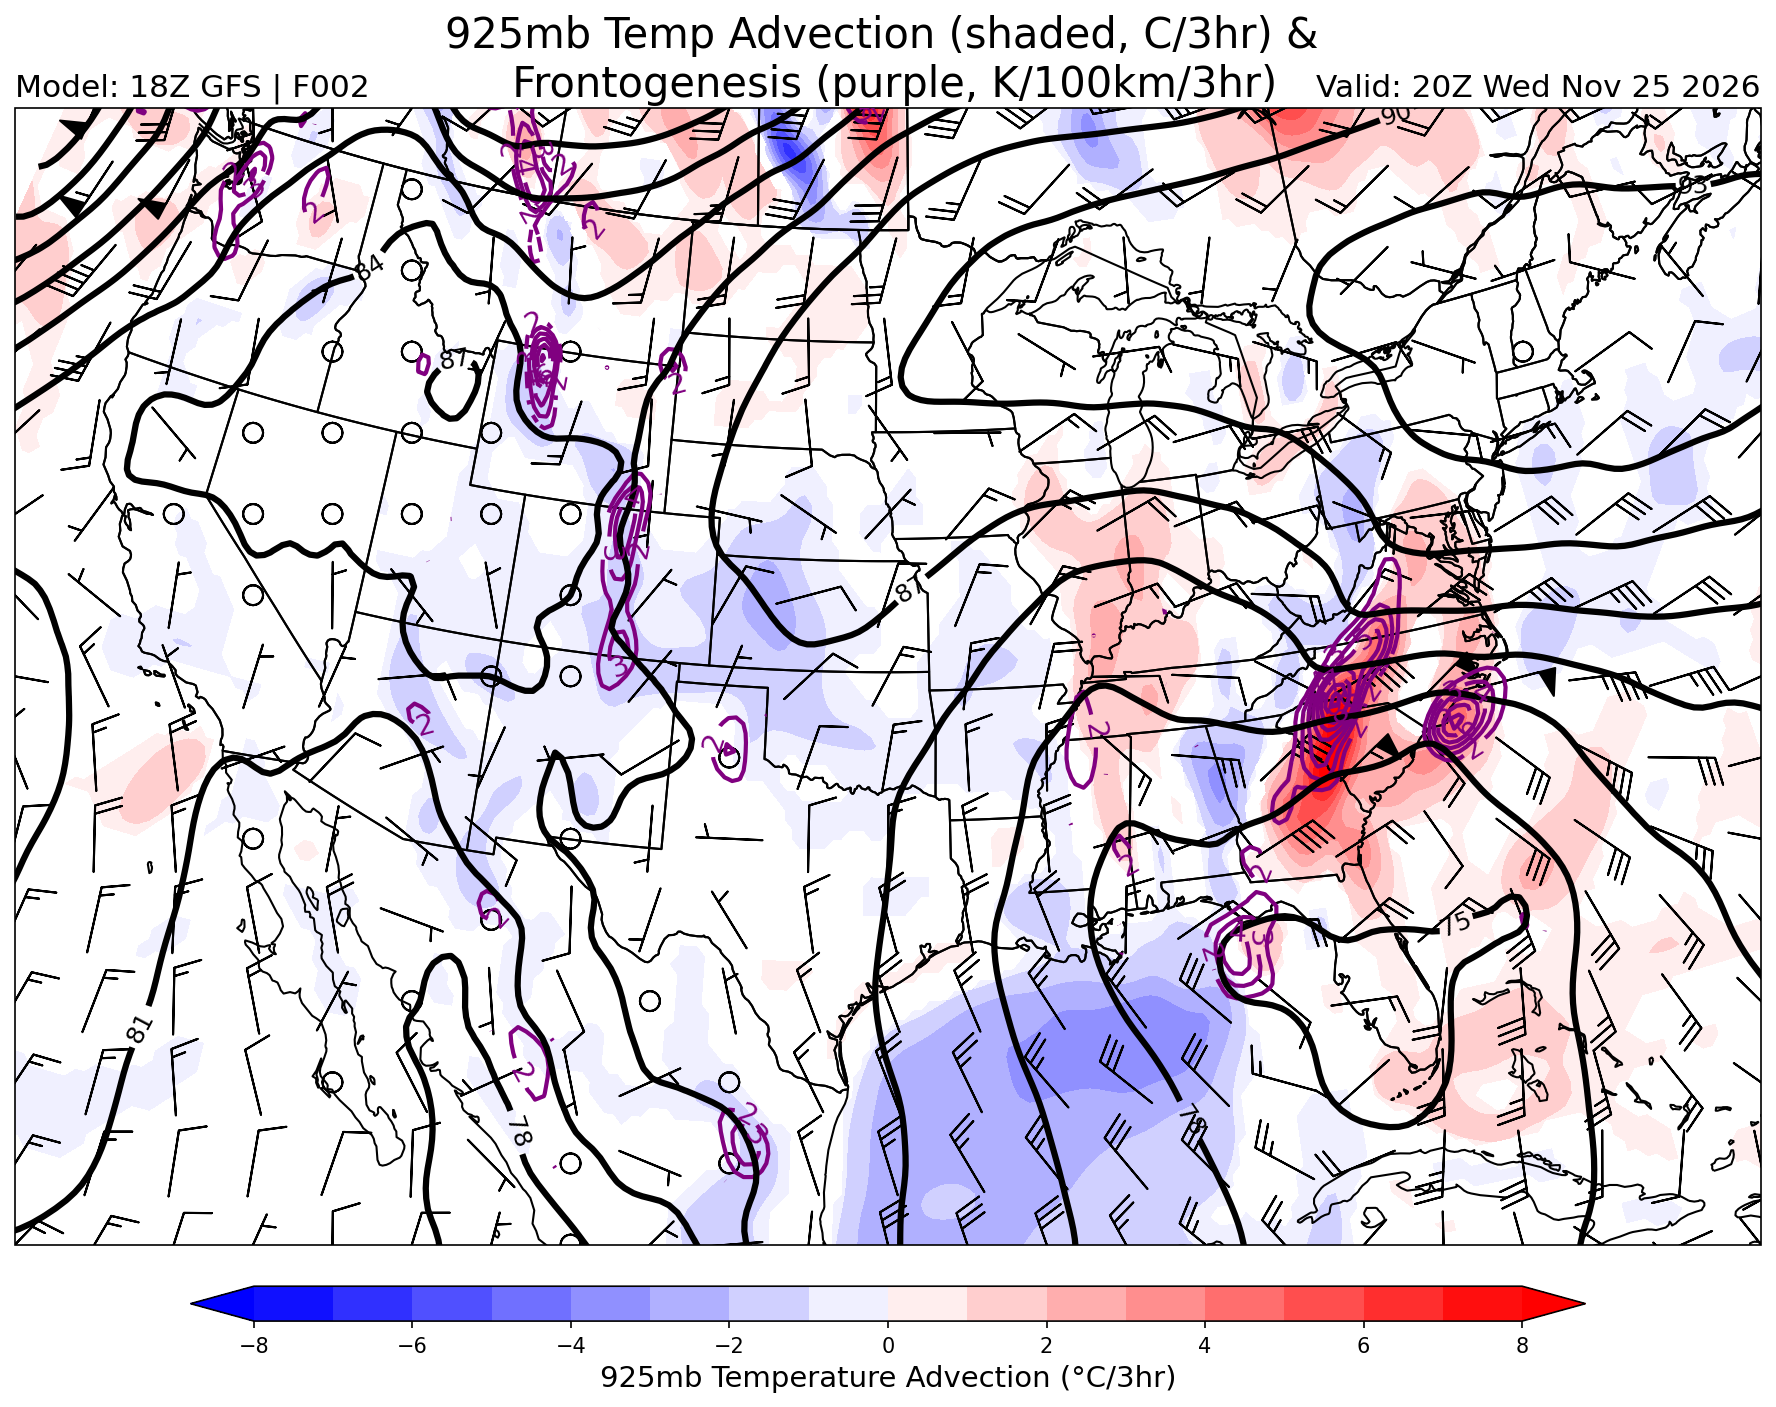 925mb Temp Advection (shaded, C/3hr) &
Model: 18Z GFS | F002 Frontogenesis (purple, K/100km/3hr) Valid: 20Z Wed Nov 25 2026
90
93
84
87
87
81
75
78
78
−8 −6 −4 −2 0 2 4 6 8
925mb Temperature Advection (°C/3hr)